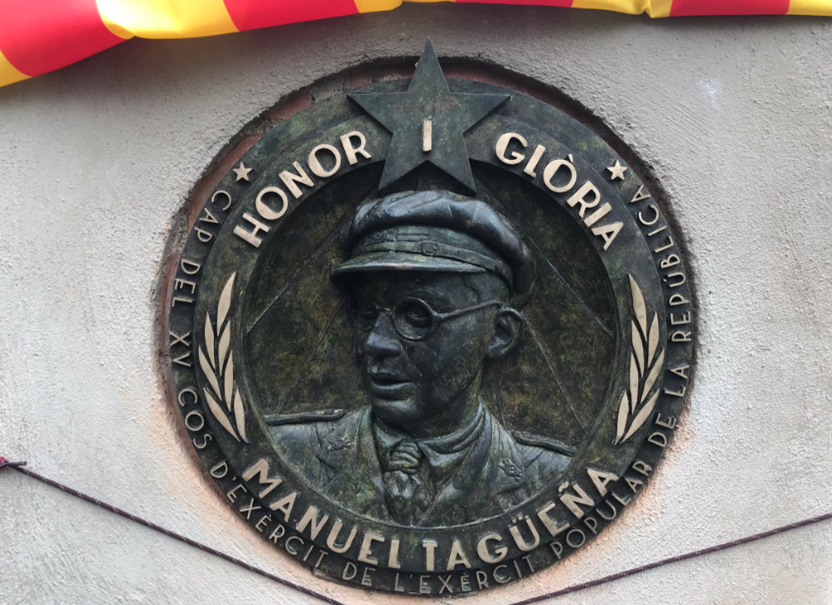 HONOR I GLÒRIA
MANUEL TAGÜEÑA
CAP DEL XV COS D'EXÈRCIT DE L'EXÈRCIT POPULAR DE LA REPÚBLICA